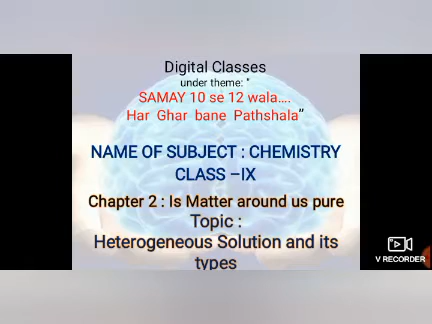 Digital Classes
under theme: "
SAMAY 10 se 12 wala....
Har Ghar bane Pathshala”
NAME OF SUBJECT : CHEMISTRY
CLASS –IX
Chapter 2 : Is Matter around us pure
Topic :
Heterogeneous Solution and its
types
V RECORDER